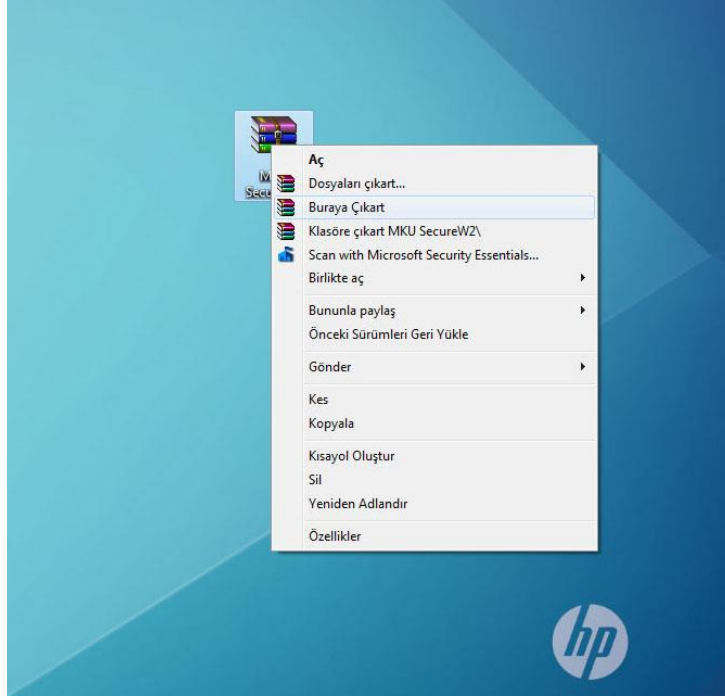 Aç
Dosyaları çıkart...
Buraya Çıkart
Klasöre çıkart MKU SecureW2\
Scan with Microsoft Security Essentials...
Birlikte aç
Bununla paylaş
Önceki Sürümleri Geri Yükle
Gönder
Kes
Kopyala
Kısayol Oluştur
Sil
Yeniden Adlandır
Özellikler
hp